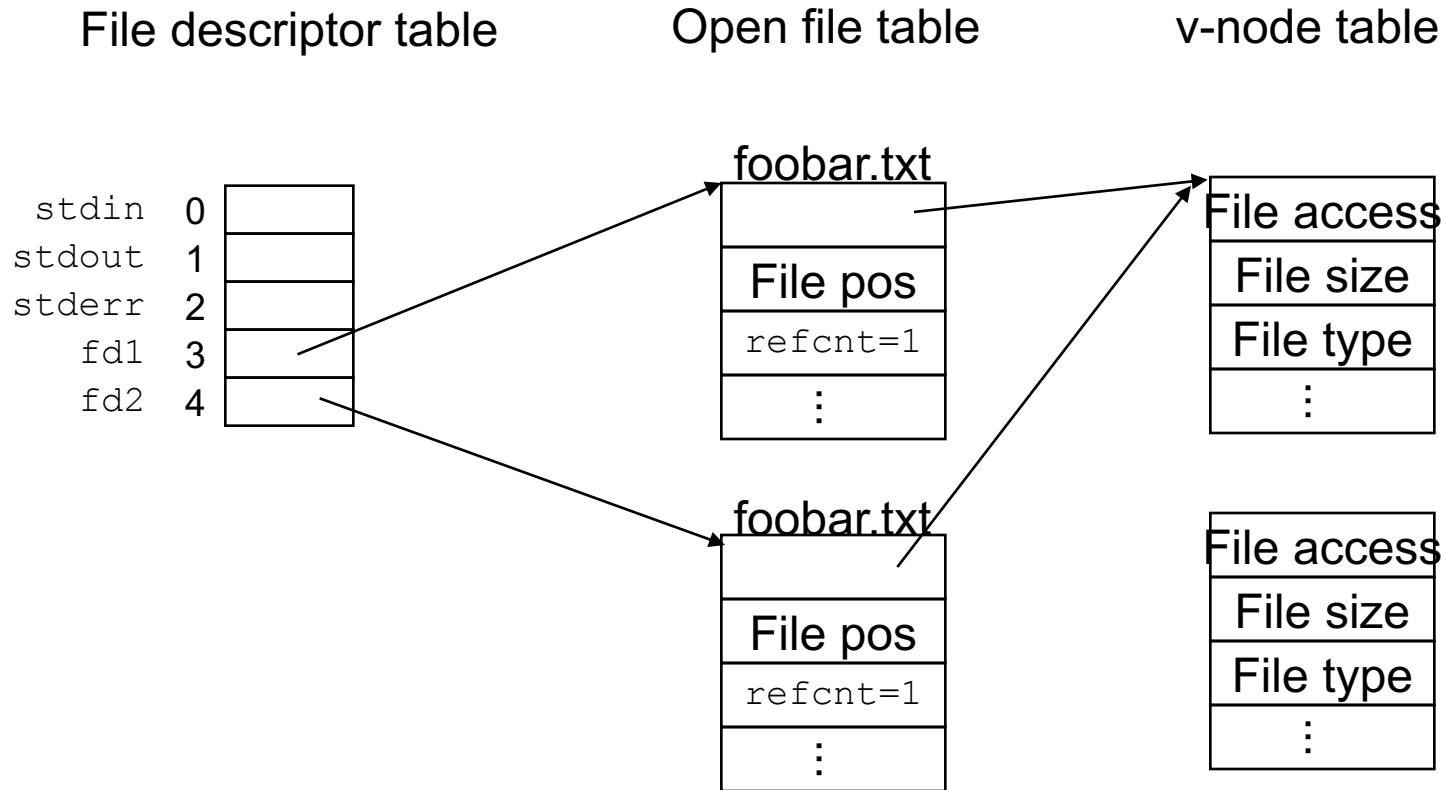 File descriptor table
Open file table
v-node table
stdin 0
stdout 1
stderr 2
fd1 3
fd2 4
foobar.txt
File pos
refcnt=1
⋮
foobar.txt
File pos
refcnt=1
⋮
File access
File size
File type
⋮
File access
File size
File type
⋮